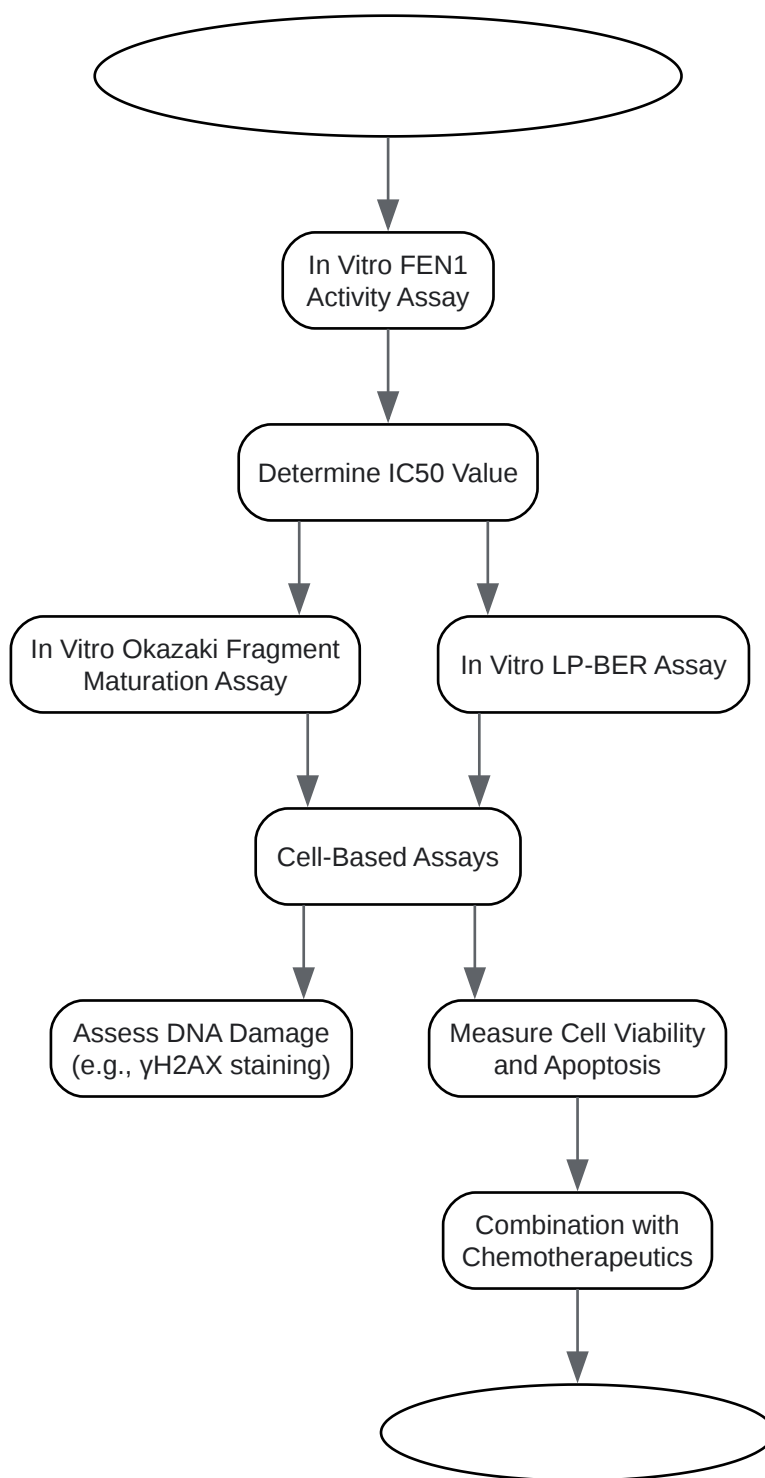 In Vitro FEN1
Activity Assay
Determine IC50 Value
In Vitro Okazaki Fragment
Maturation Assay
In Vitro LP-BER Assay
Cell-Based Assays
Assess DNA Damage
(e.g., γH2AX staining)
Measure Cell Viability
and Apoptosis
Combination with
Chemotherapeutics